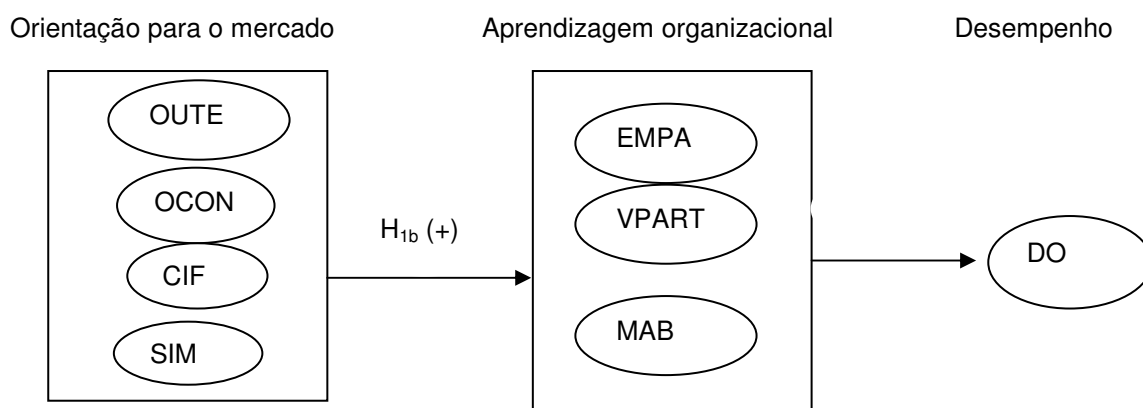 Orientação para o mercado
Aprendizagem organizacional
Desempenho
OUTE
OCON
CIF
SIM
H1b (+)
EMPA
VPART
MAB
DO